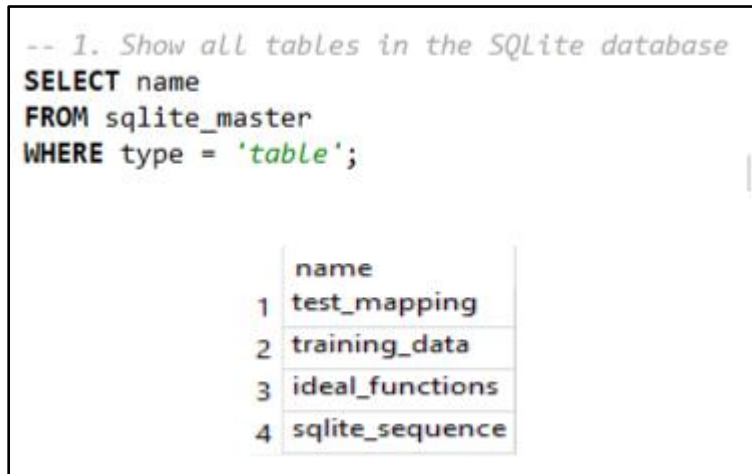 -- 1. Show all tables in the SQLite database
SELECT name
FROM sqlite_master
WHERE type = 'table';
name
1 test_mapping
2 training_data
3 ideal_functions
4 sqlite_sequence